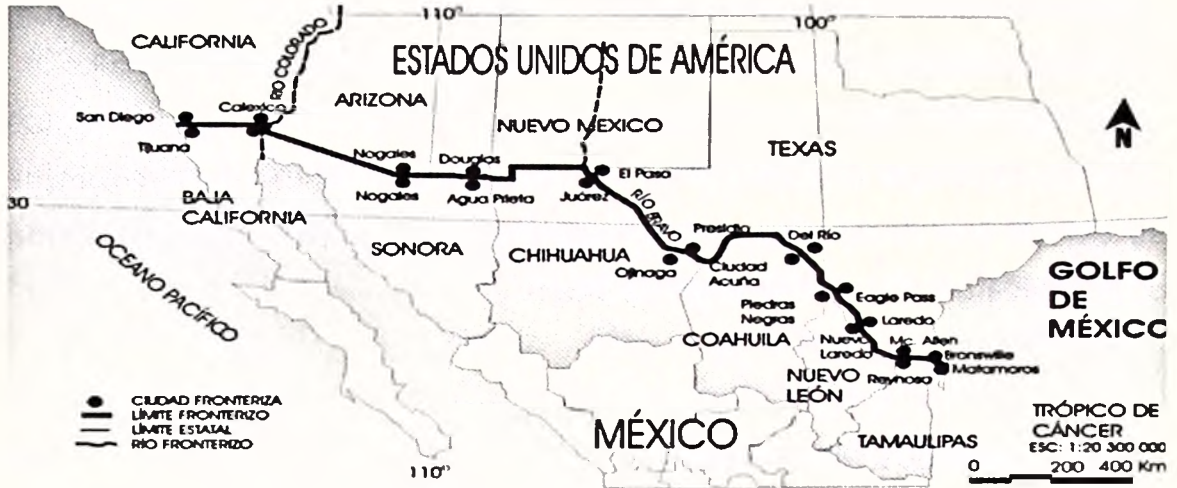 110°
100°
CALIFORNIA
RIO COLORADO
ESTADOS UNIDOS DE AMÉRICA
ARIZONA
San Diego
Calexico
NUEVO MEXICO
N
TEXAS
Tijuana
Nogales
Douglas
El Paso
Nogales
Agua Prieta
Juárez
BAJA
CALIFORNIA
30
RÍO BRAVO
Presidio
Del Río
SONORA
CHIHUAHUA
Ojinaga
Ciudad
Acuña
OCEANO PACÍFICO
GOLFO
DE
MÉXICO
Piedras
Negras
Eagle Pass
COAHUILA
Laredo
Nuevo
Laredo
Mc. Allen
Bronsville
Matamoros
Reynosa
NUEVO
LEÓN
CIUDAD FRONTERIZA
LÍMITE FRONTERIZO
LÍMITE ESTATAL
RÍO FRONTERIZO
MÉXICO
TAMAULIPAS
TRÓPICO DE
CÁNCER
ESC: 1:20 300 000
0 200 400 Km
110°